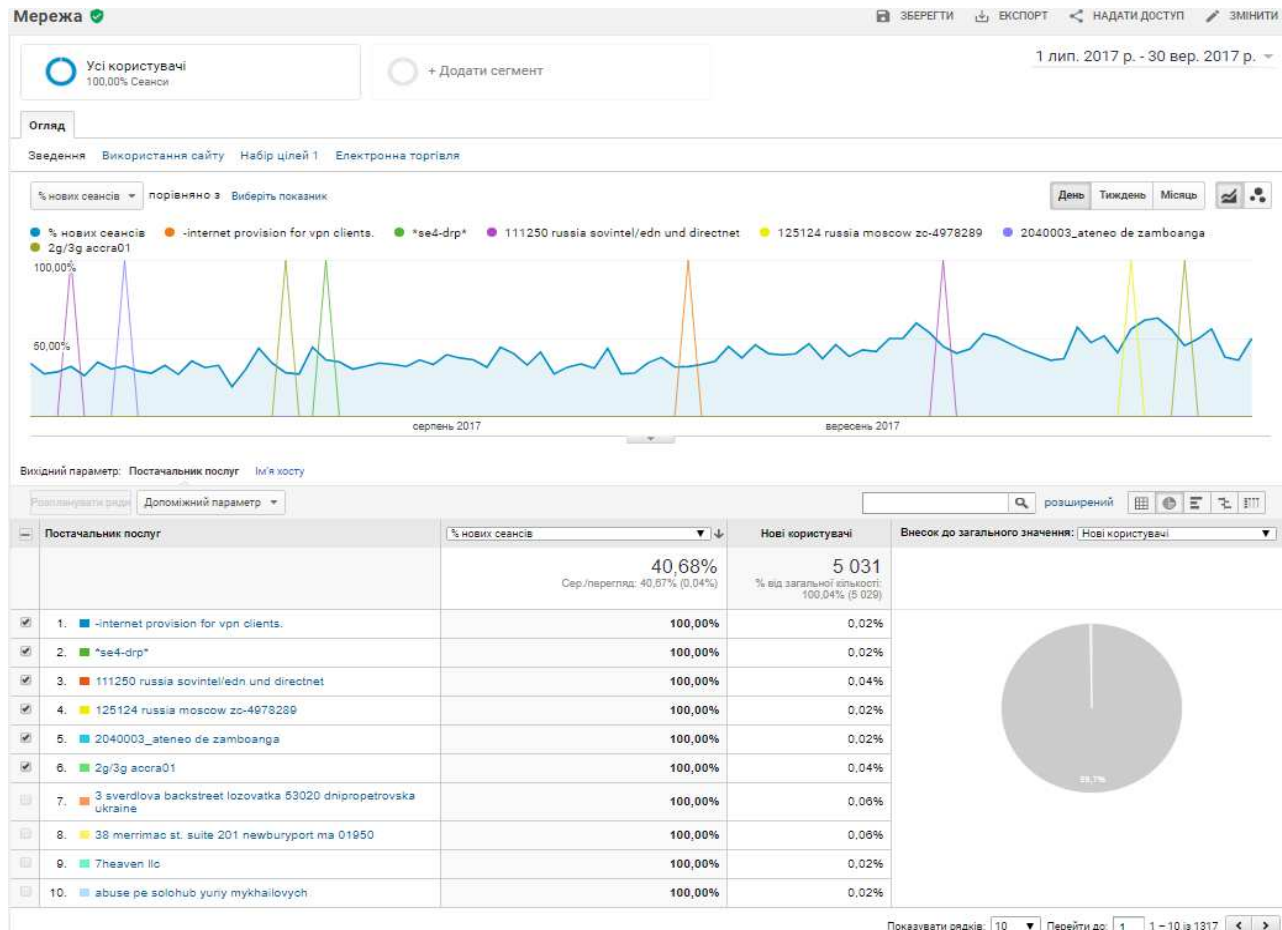 Мережа
ЗБЕРЕГТИ ЕКСПОРТ НАДАТИ ДОСТУП ЗМІНИТИ
Усі користувачі
100,00% Сеанси
+ Додати сегмент
1 лип. 2017 р. - 30 вер. 2017 р.
Огляд
Зведення Використання сайту Набір цілей 1 Електронна торгівля
% нових сеансів порівняно з Виберіть показник
День Тиждень Місяць
% нових сеансів -internet provision for vpn clients. *se4-drp* 111250 russia sovintel/edn und directnet 125124 russia moscow zc-4978289 2040003_ateneo de zamboanga
2g/3g accra01
100,00%
50,00%
серпень 2017 вересень 2017
Вихідний параметр: Постачальник послуг Ім'я хосту
Розпланувати ряди Допоміжний параметр
розширений
Постачальник послуг % нових сеансів Нові користувачі Внесок до загального значення: Нові користувачі
40,68% 5 031
Сер./перегляд: 40,67% (0,04%) % від загальної кількості:
100,04% (5 029)
1. -internet provision for vpn clients. 100,00% 0,02%
2. *se4-drp* 100,00% 0,02%
3. 111250 russia sovintel/edn und directnet 100,00% 0,04%
4. 125124 russia moscow zc-4978289 100,00% 0,02%
5. 2040003_ateneo de zamboanga 100,00% 0,02%
6. 2g/3g accra01 100,00% 0,04%
7. 3 sverdlova backstreet lozovatka 53020 dnipropetrovska
ukraine 100,00% 0,06%
8. 38 merrimac st. suite 201 newburyport ma 01950 100,00% 0,06%
9. 7heaven llc 100,00% 0,02%
10. abuse pe solohub yuriy mykhailovych 100,00% 0,02%
Показувати рядків: 10 Перейти до: 1 1 – 10 із 1317